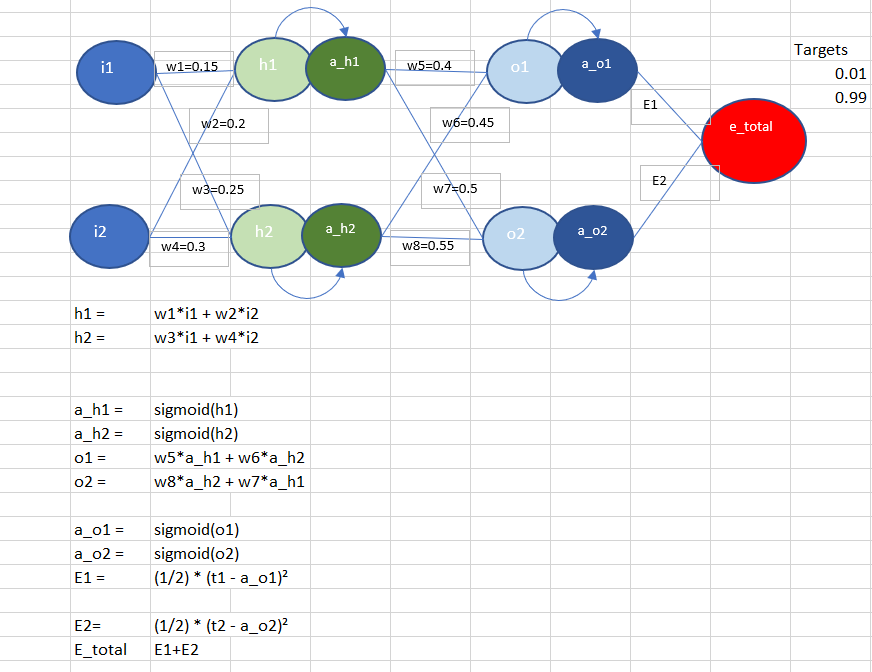 Targets
0.01
0.99
i1
w1=0.15
h1
a_h1
w5=0.4
o1
a_o1
E1
e_total
w2=0.2
w6=0.45
w3=0.25
w7=0.5
E2
i2
w4=0.3
h2
a_h2
w8=0.55
o2
a_o2
h1 = w1*i1 + w2*i2
h2 = w3*i1 + w4*i2
a_h1 = sigmoid(h1)
a_h2 = sigmoid(h2)
o1 = w5*a_h1 + w6*a_h2
o2 = w8*a_h2 + w7*a_h1
a_o1 = sigmoid(o1)
a_o2 = sigmoid(o2)
E1 = (1/2) * (t1 - a_o1)²
E2= (1/2) * (t2 - a_o2)²
E_total E1+E2